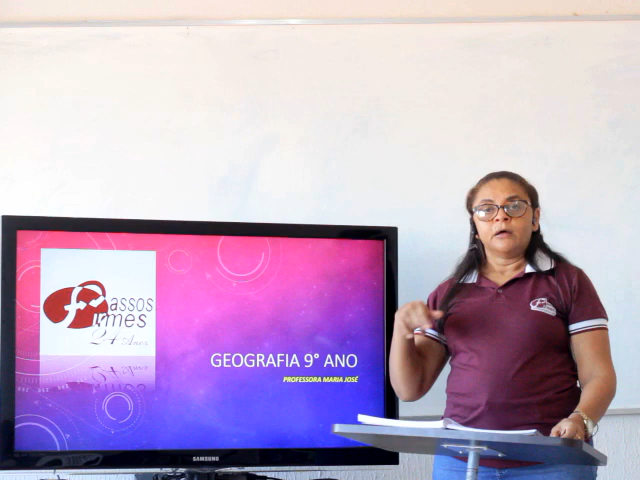 Passos
Firmes
24 Anos
GEOGRAFIA 9° ANO
PROFESSORA MARIA JOSÉ
SAMSUNG